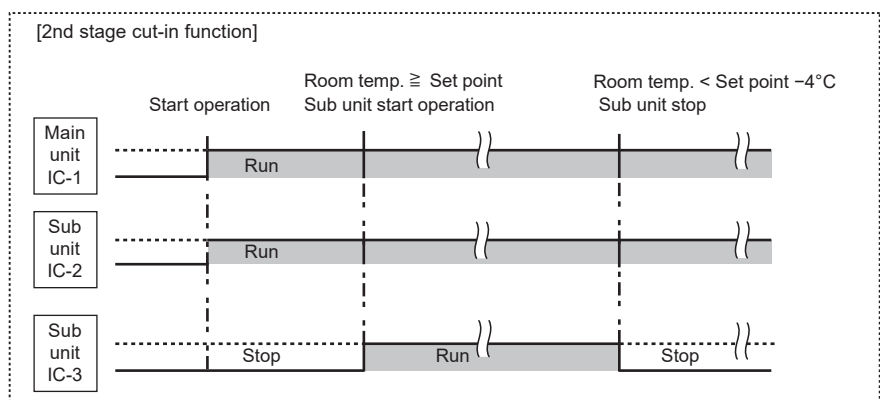 [2nd stage cut-in function]
Room temp. ≧ Set point
Sub unit start operation
Room temp. < Set point −4°C
Sub unit stop
Start operation
Main
unit
IC-1
Run
Sub
unit
IC-2
Run
Sub
unit
IC-3
Stop
Run
Stop